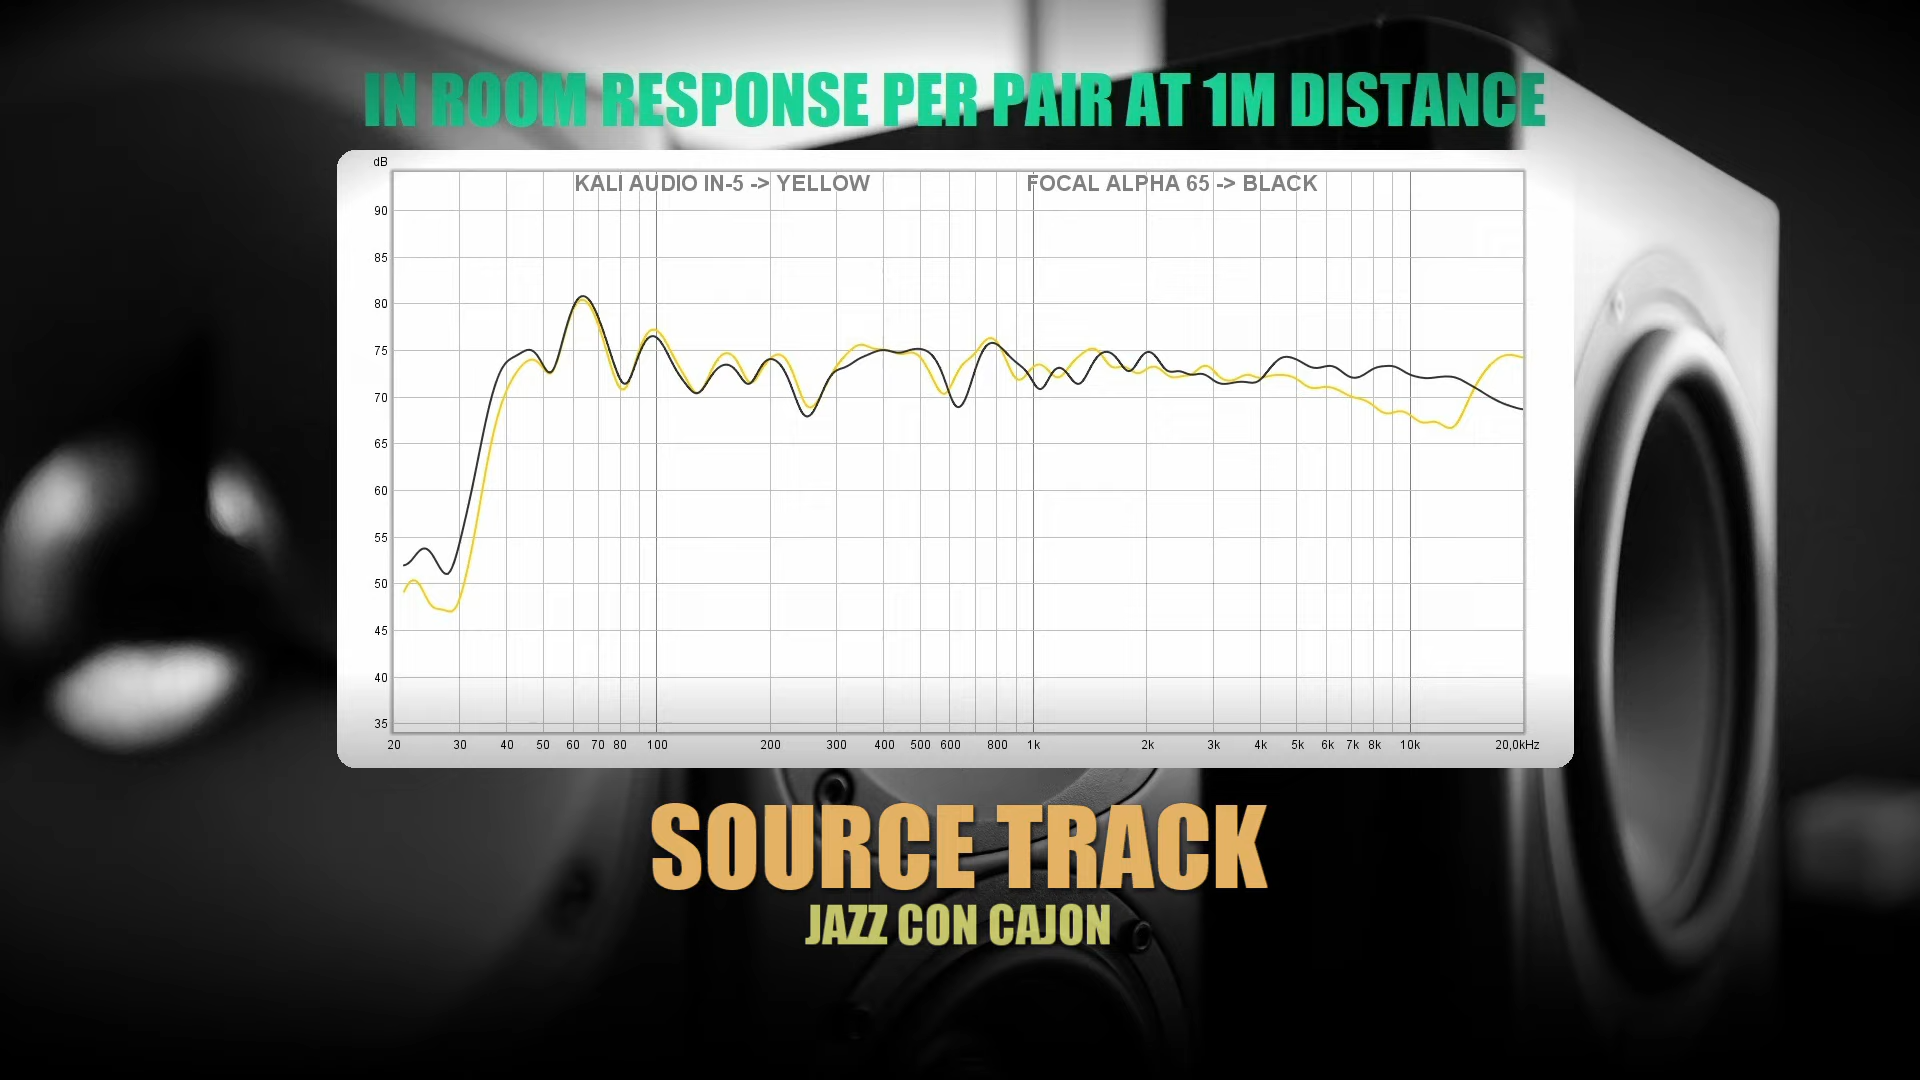 IN ROOM RESPONSE PER PAIR AT 1M DISTANCE
dB
KALI AUDIO IN-5 -> YELLOW FOCAL ALPHA 65 -> BLACK
90
85
80
75
70
65
60
55
50
45
40
35
20 30 40 50 60 70 80 100 200 300 400 500 600 800 1k 2k 3k 4k 5k 6k 7k 8k 10k 20,0kHz
SOURCE TRACK
JAZZ CON CAJON